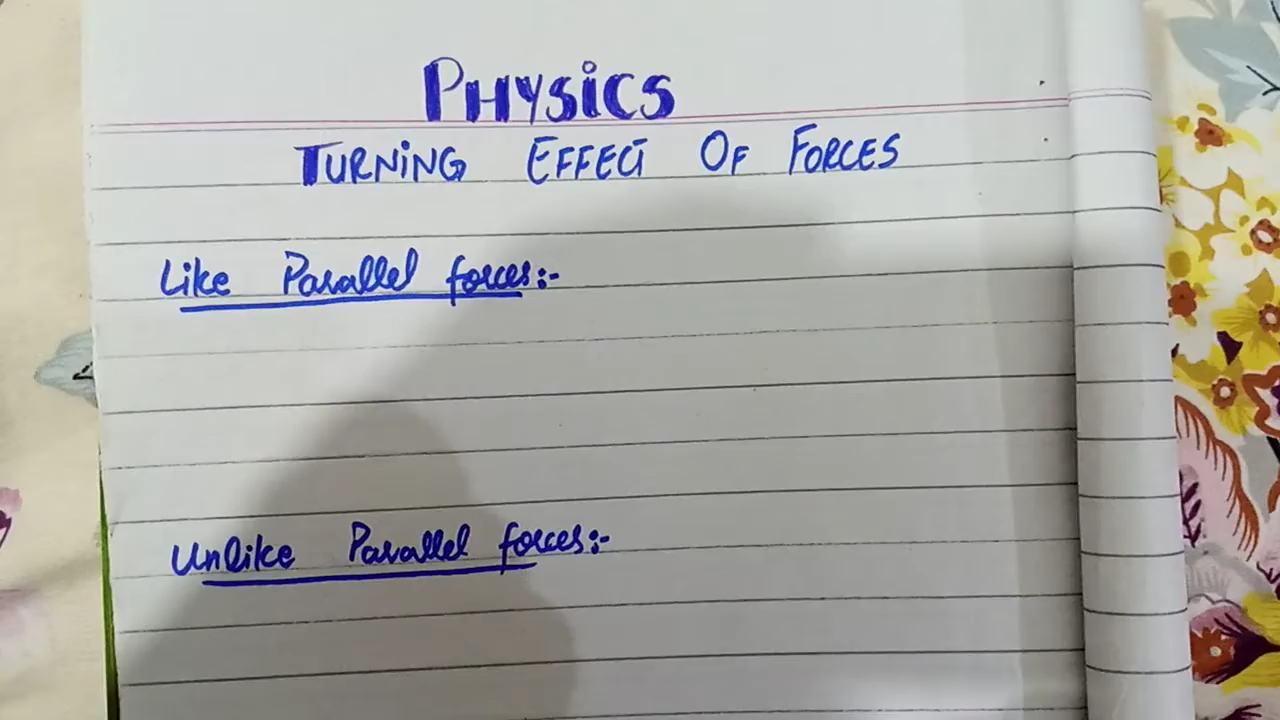 PHYSiCS
TURNiNG EFFECT OF FORCES
Like Parallel forces:-
Unlike Parallel forces:-